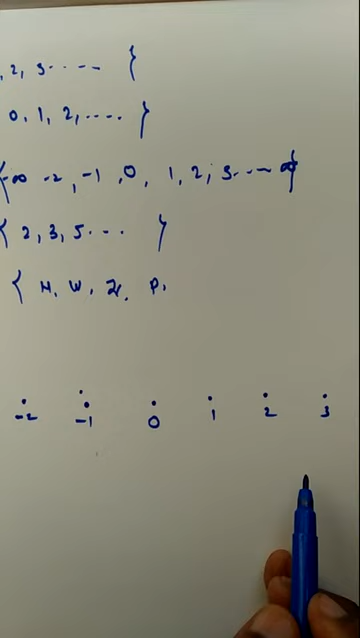 , 2, 3..... }
0, 1, 2, .... }
{-∞ -2, -1, 0, 1, 2, 3.... ∞}
{ 2, 3, 5... }
{ N, W, Z, P,
-2 -1 0 1 2 3